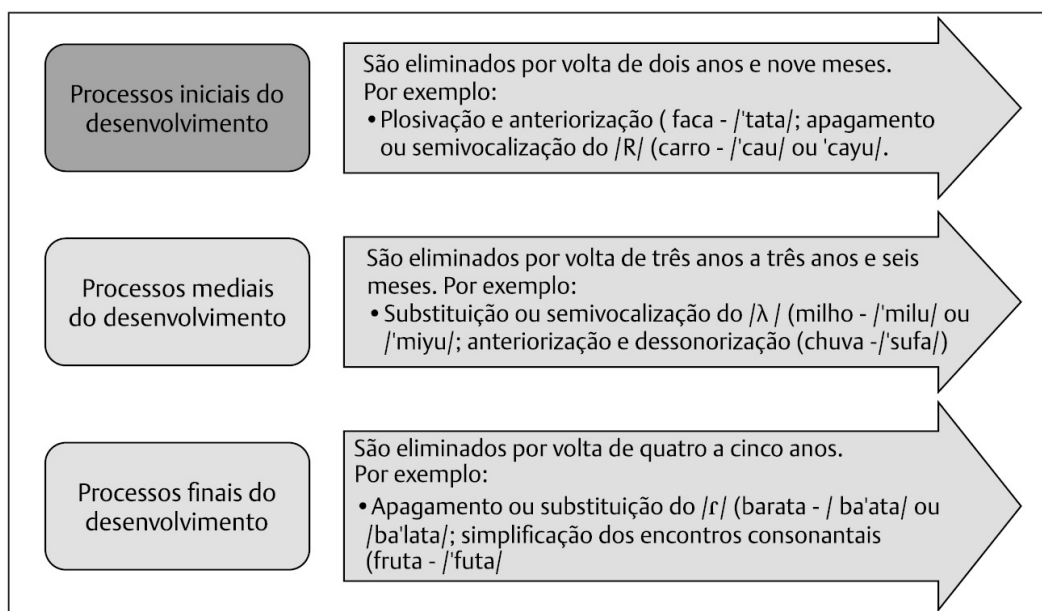 Processos iniciais do
desenvolvimento
São eliminados por volta de dois anos e nove meses.
Por exemplo:
• Plosivação e anteriorização ( faca - /'tata/; apagamento
ou semivocalização do /R/ (carro - /'cau/ ou 'cayu/.
Processos mediais
do desenvolvimento
São eliminados por volta de três anos a três anos e seis
meses. Por exemplo:
• Substituição ou semivocalização do /λ / (milho - /'milu/ ou
/'miyu/; anteriorização e dessonorização (chuva -/'sufa/)
Processos finais do
desenvolvimento
São eliminados por volta de quatro a cinco anos.
Por exemplo:
• Apagamento ou substituição do /ɾ/ (barata - / ba'ata/ ou
/ba'lata/; simplificação dos encontros consonantais
(fruta - /'futa/